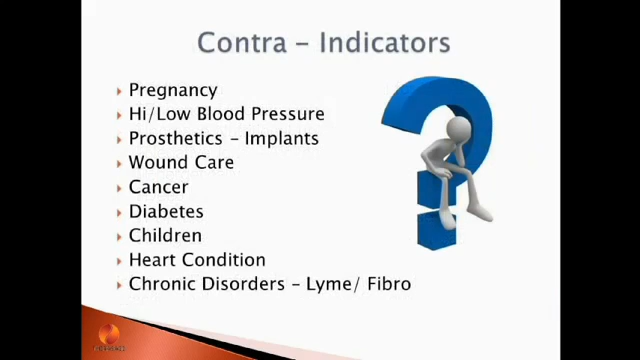 Contra - Indicators
Pregnancy
Hi/Low Blood Pressure
Prosthetics - Implants
Wound Care
Cancer
Diabetes
Children
Heart Condition
Chronic Disorders - Lyme/ Fibro